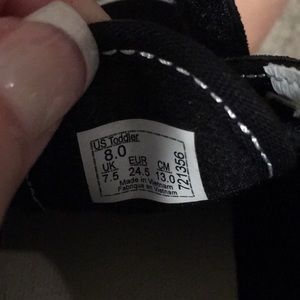 US Toddler
8.0
UK EUR CM
7.5 24.5 13.0
Made in Vietnam
Fabriqué en Vietnam
721356